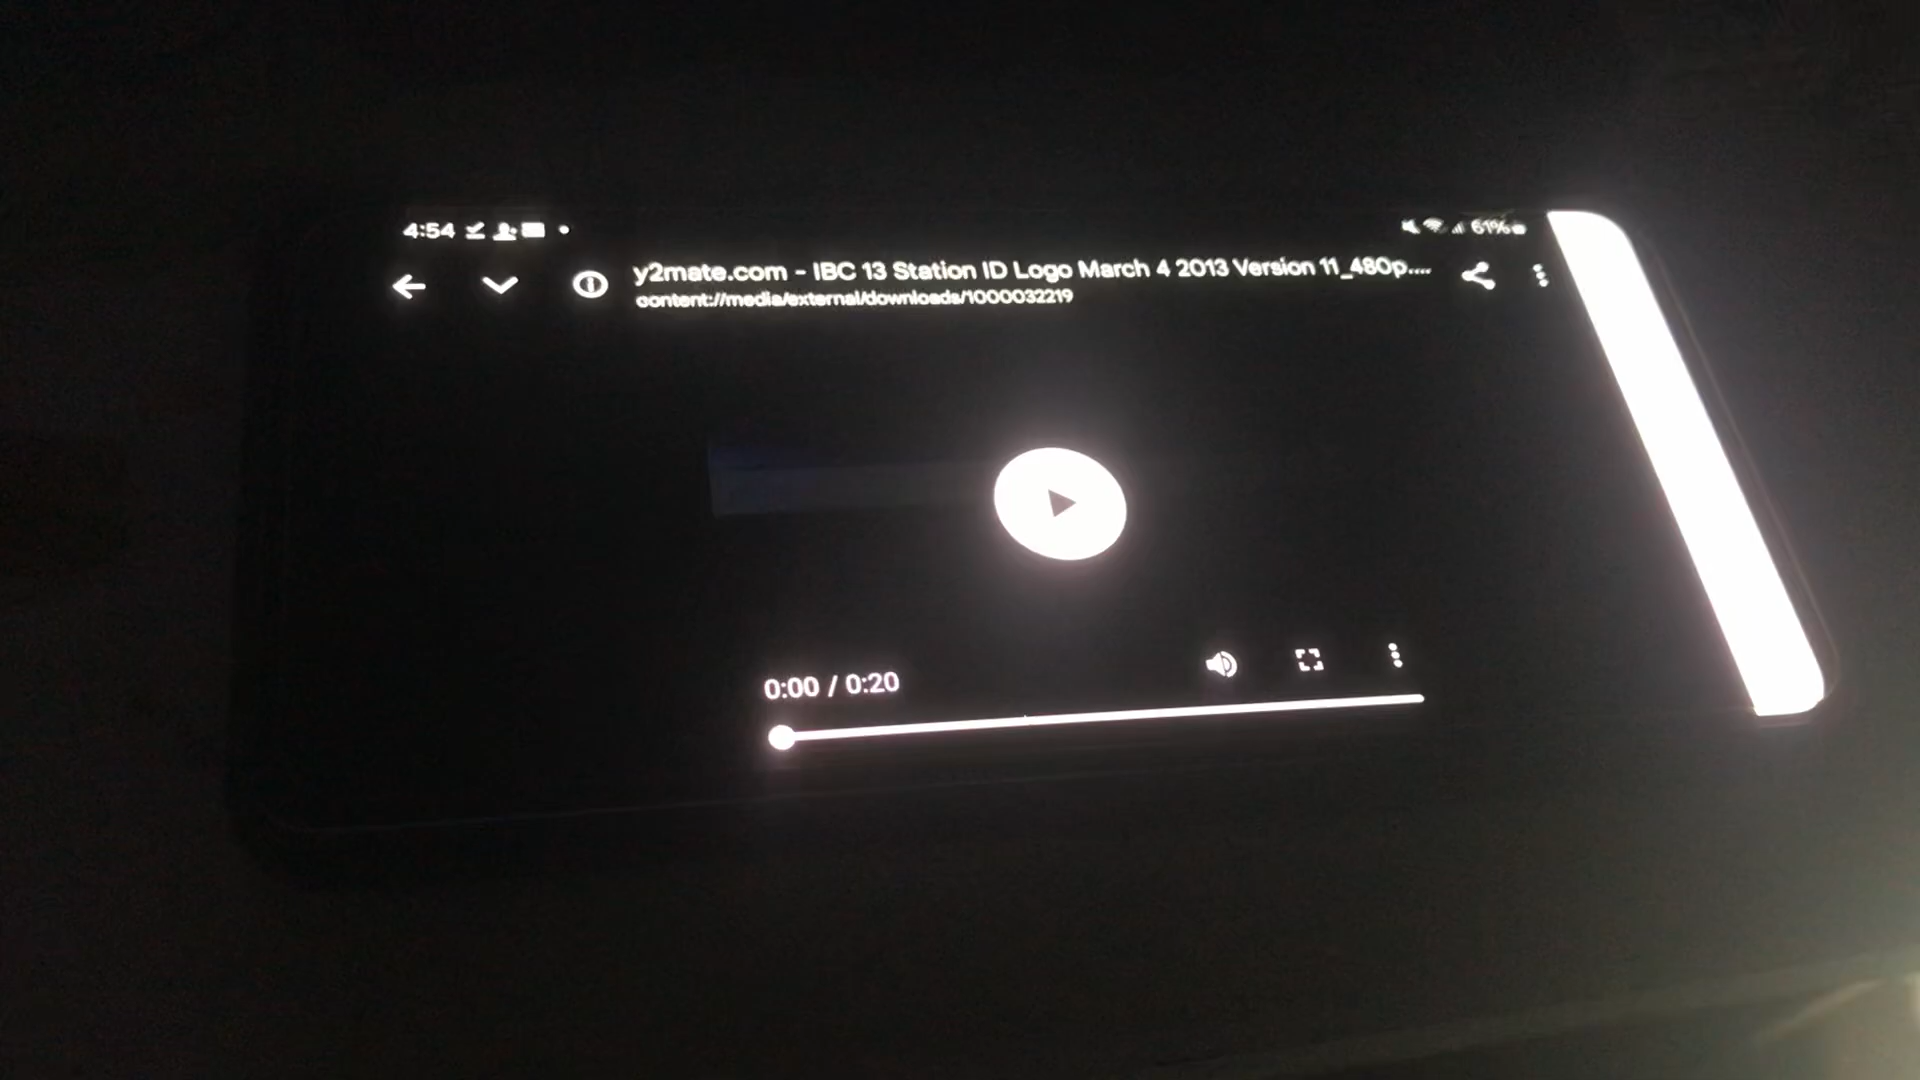 4:54
61%
y2mate.com - IBC 13 Station ID Logo March 4 2013 Version 11_480p....
content://media/external/downloads/1000032219
0:00 / 0:20